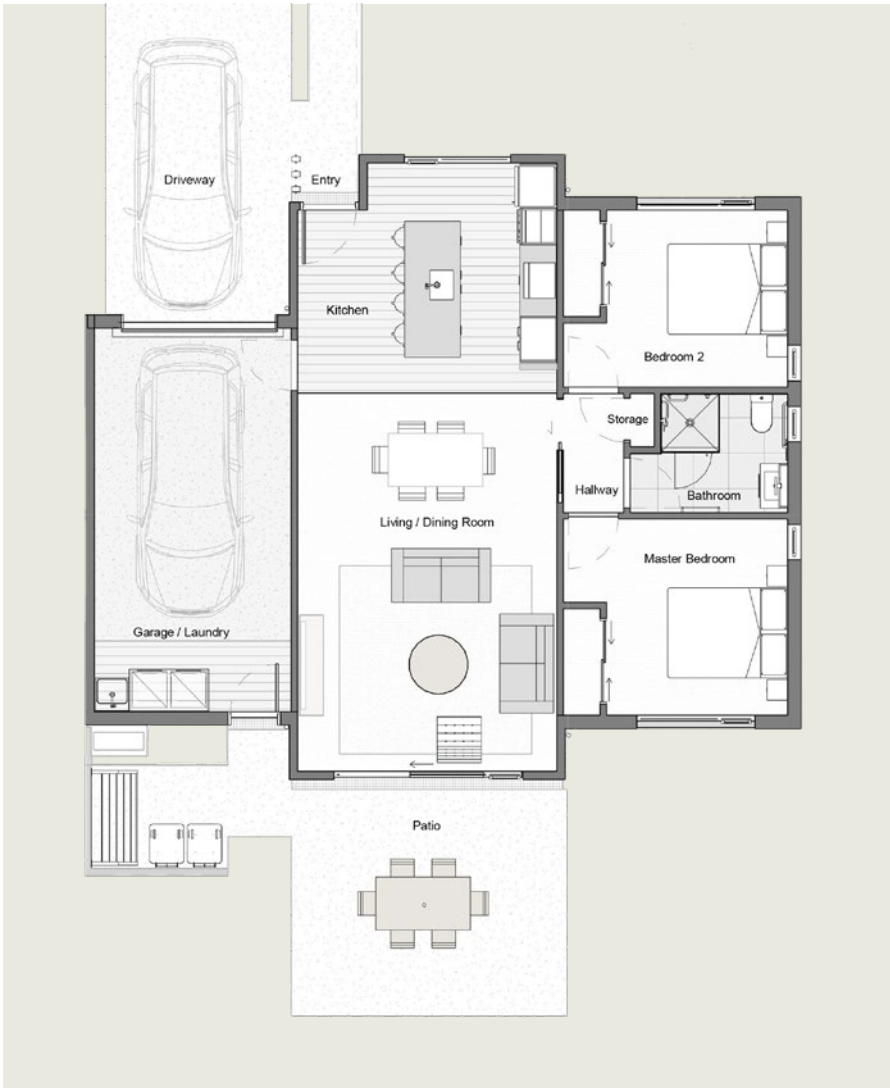 Driveway
Entry
Kitchen
Bedroom 2
Storage
Hallway
Bathroom
Living / Dining Room
Master Bedroom
Garage / Laundry
Patio